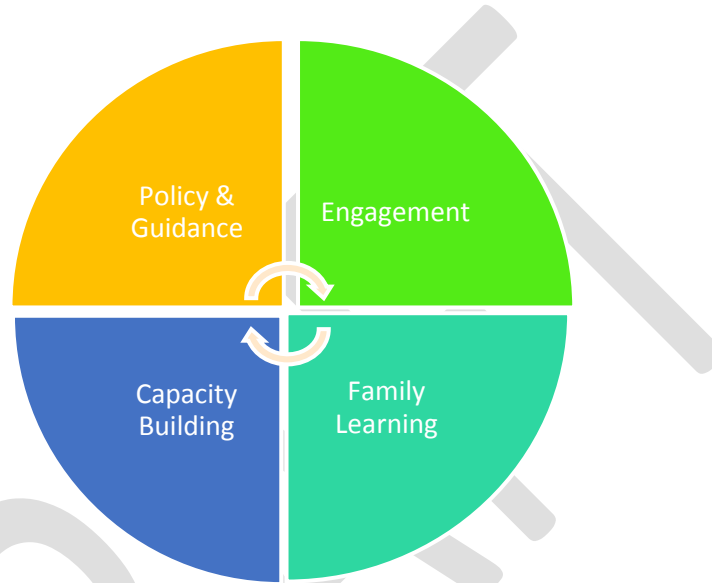 Policy &
Guidance
Engagement
Capacity
Building
Family
Learning